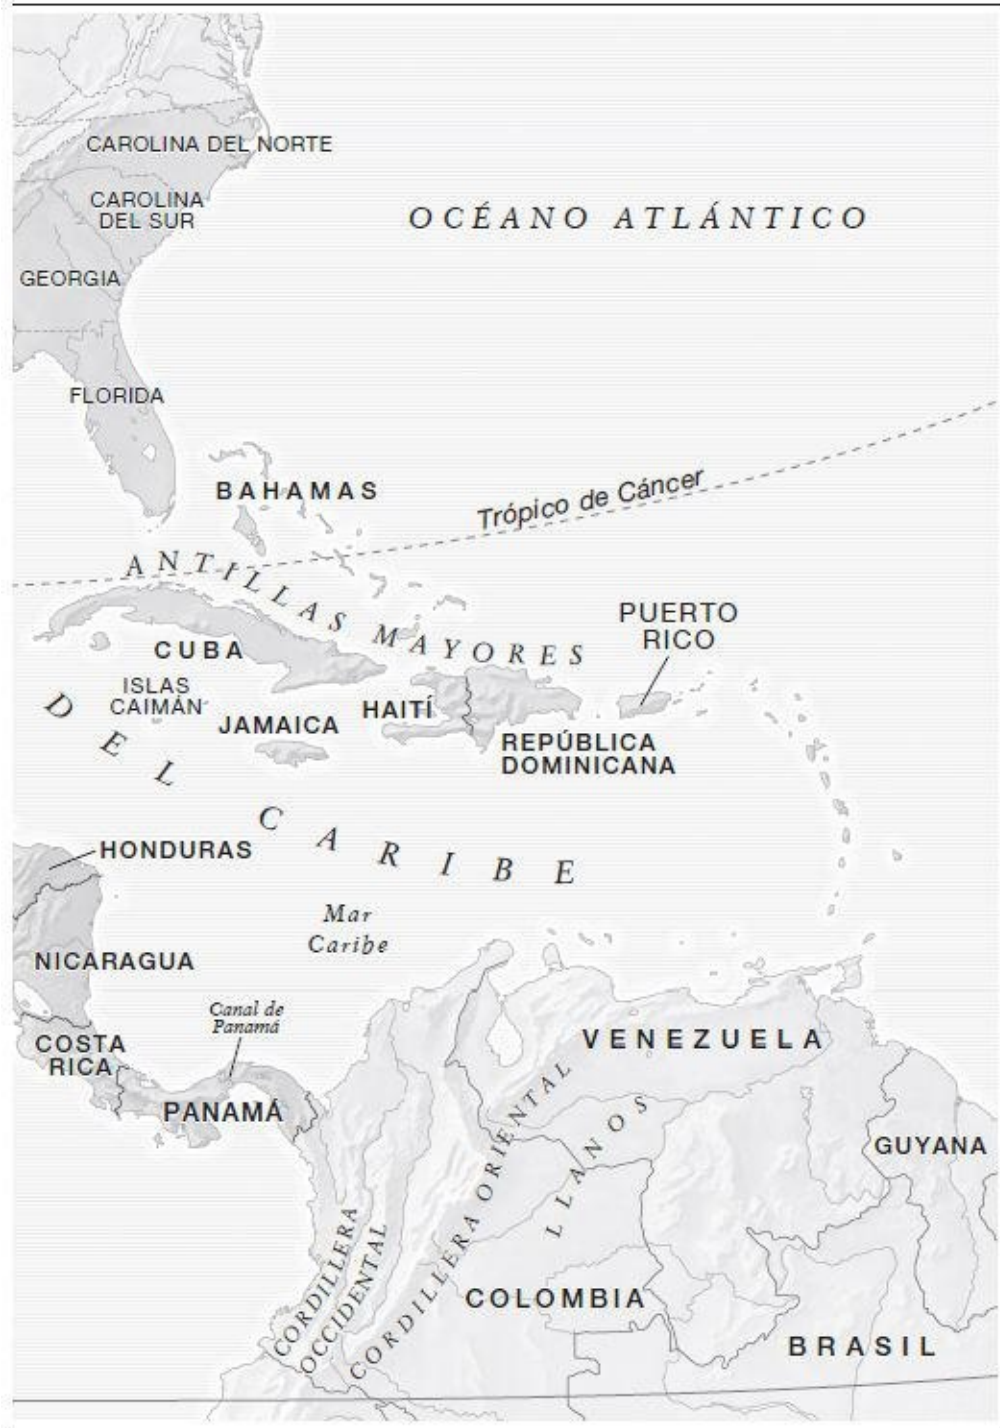 CAROLINA DEL NORTE
CAROLINA
DEL SUR
OCÉANO ATLÁNTICO
GEORGIA
FLORIDA
BAHAMAS
Trópico de Cáncer
ANTILLAS MAYORES
PUERTO
RICO
CUBA
ISLAS
CAIMÁN
JAMAICA
HAITÍ
REPÚBLICA
DOMINICANA
DEL CARIBE
HONDURAS
Mar
Caribe
NICARAGUA
Canal de
Panamá
COSTA
RICA
PANAMÁ
VENEZUELA
LLANOS
GUYANA
CORDILLERA
OCCIDENTAL
CORDILLERA ORIENTAL
COLOMBIA
BRASIL